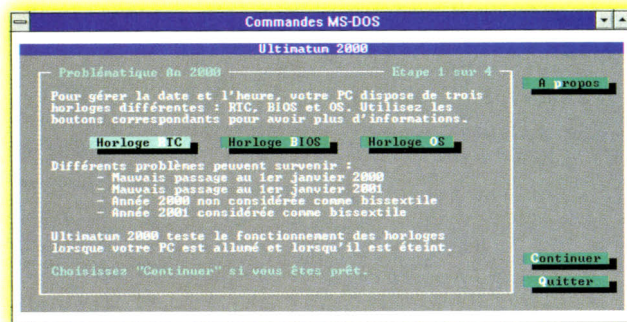 Commandes MS-DOS
Ultimatum 2000
Problématique An 2000
Etape 1 sur 4
A propos
Pour gérer la date et l'heure, votre PC dispose de trois
horloges différentes : RTC, BIOS et OS. Utilisez les
boutons correspondants pour avoir plus d'informations.
Horloge RTC
Horloge BIOS
Horloge OS
Différents problèmes peuvent survenir :
- Mauvais passage au 1er janvier 2000
- Mauvais passage au 1er janvier 2001
- Année 2000 non considérée comme bissextile
- Année 2001 considérée comme bissextile
Ultimatum 2000 teste le fonctionnement des horloges
lorsque votre PC est allumé et lorsqu'il est éteint.
Choisissez "Continuer" si vous êtes prêt.
Continuer
Quitter